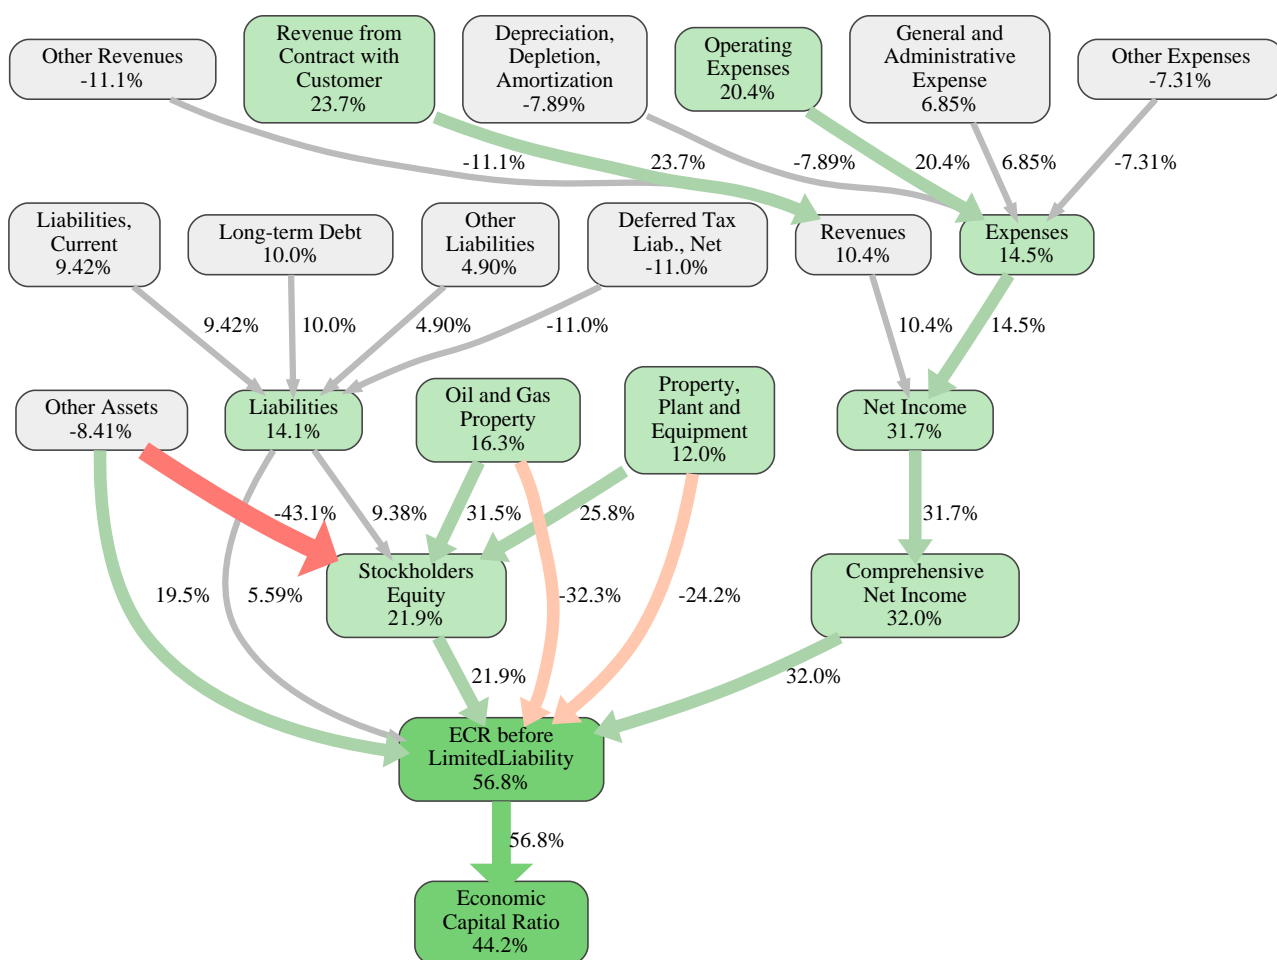 Other Revenues
-11.1%
Revenue from
Contract with
Customer
23.7%
Depreciation,
Depletion,
Amortization
-7.89%
Operating
Expenses
20.4%
General and
Administrative
Expense
6.85%
Other Expenses
-7.31%
-11.1%
23.7%
-7.89%
20.4%
6.85%
-7.31%
Liabilities,
Current
9.42%
Long-term Debt
10.0%
Other
Liabilities
4.90%
Deferred Tax
Liab., Net
-11.0%
Revenues
10.4%
Expenses
14.5%
9.42%
10.0%
4.90%
-11.0%
10.4%
14.5%
Other Assets
-8.41%
Liabilities
14.1%
Oil and Gas
Property
16.3%
Property,
Plant and
Equipment
12.0%
Net Income
31.7%
-43.1%
9.38%
31.5%
25.8%
31.7%
Stockholders
Equity
21.9%
Comprehensive
Net Income
32.0%
19.5%
5.59%
-32.3%
-24.2%
21.9%
32.0%
ECR before
LimitedLiability
56.8%
56.8%
Economic
Capital Ratio
44.2%